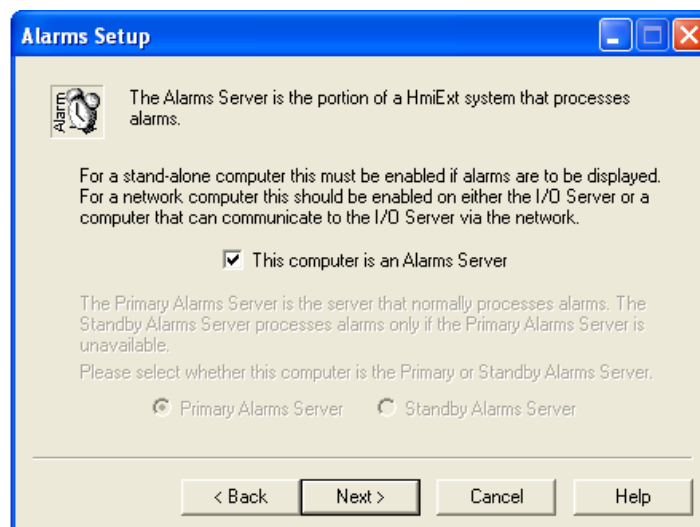 Alarms Setup
Alarm
The Alarms Server is the portion of a HmiExt system that processes
alarms.
For a stand-alone computer this must be enabled if alarms are to be displayed.
For a network computer this should be enabled on either the I/O Server or a
computer that can communicate to the I/O Server via the network.
This computer is an Alarms Server
The Primary Alarms Server is the server that normally processes alarms. The
Standby Alarms Server processes alarms only if the Primary Alarms Server is
unavailable.
Please select whether this computer is the Primary or Standby Alarms Server.
Primary Alarms Server Standby Alarms Server
< Back Next > Cancel Help